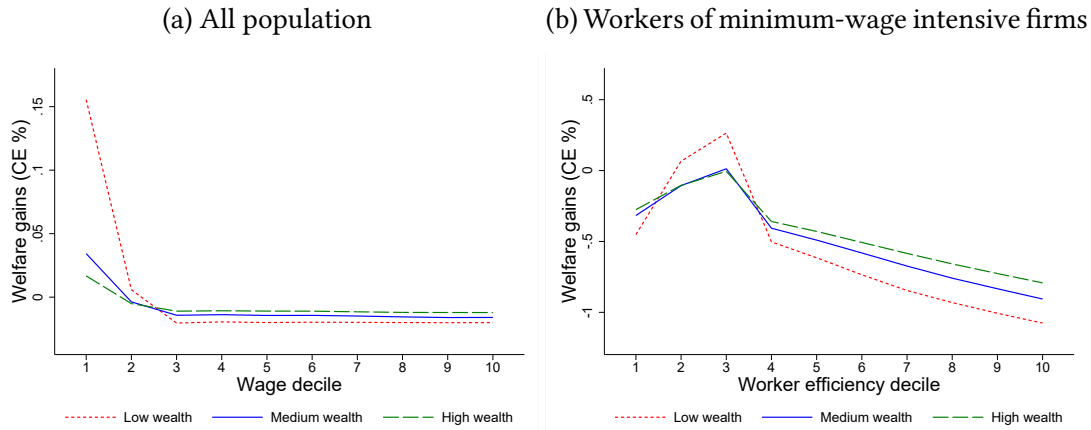 (a) All population
Welfare gains (CE %)
.15
.1
.05
0
1 2 3 4 5 6 7 8 9 10
Wage decile
Low wealth Medium wealth High wealth
(b) Workers of minimum-wage intensive firms
Welfare gains (CE %)
.5
0
-.5
-1
1 2 3 4 5 6 7 8 9 10
Worker efficiency decile
Low wealth Medium wealth High wealth